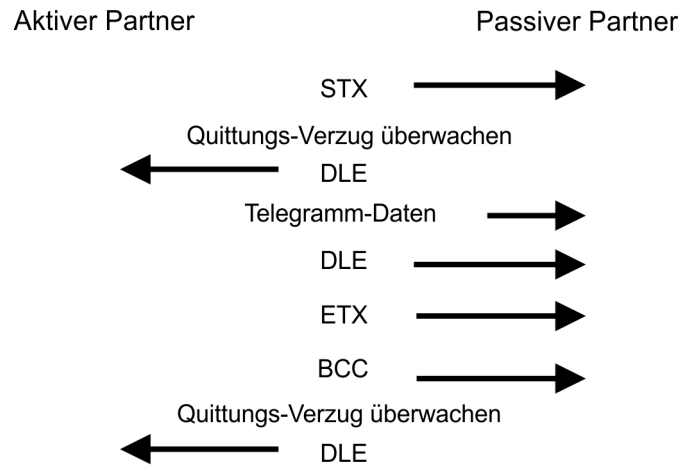 Aktiver Partner
Passiver Partner
STX
Quittungs-Verzug überwachen
DLE
Telegramm-Daten
DLE
ETX
BCC
Quittungs-Verzug überwachen
DLE